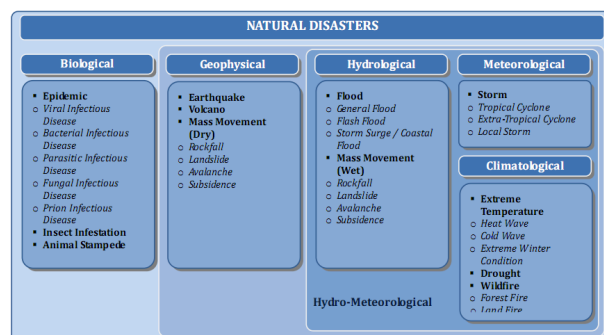 NATURAL DISASTERS
Biological
▪ Epidemic
o Viral Infectious
Disease
o Bacterial Infectious
Disease
o Parasitic Infectious
Disease
o Fungal Infectious
Disease
o Prion Infectious
Disease
▪ Insect Infestation
▪ Animal Stampede
Geophysical
▪ Earthquake
▪ Volcano
▪ Mass Movement
(Dry)
o Rockfall
o Landslide
o Avalanche
o Subsidence
Hydrological
▪ Flood
o General Flood
o Flash Flood
o Storm Surge / Coastal
Flood
▪ Mass Movement
(Wet)
o Rockfall
o Landslide
o Avalanche
o Subsidence
Meteorological
▪ Storm
o Tropical Cyclone
o Extra-Tropical Cyclone
o Local Storm
Climatological
▪ Extreme
Temperature
o Heat Wave
o Cold Wave
o Extreme Winter
Condition
▪ Drought
▪ Wildfire
o Forest Fire
o Land Fire
Hydro-Meteorological